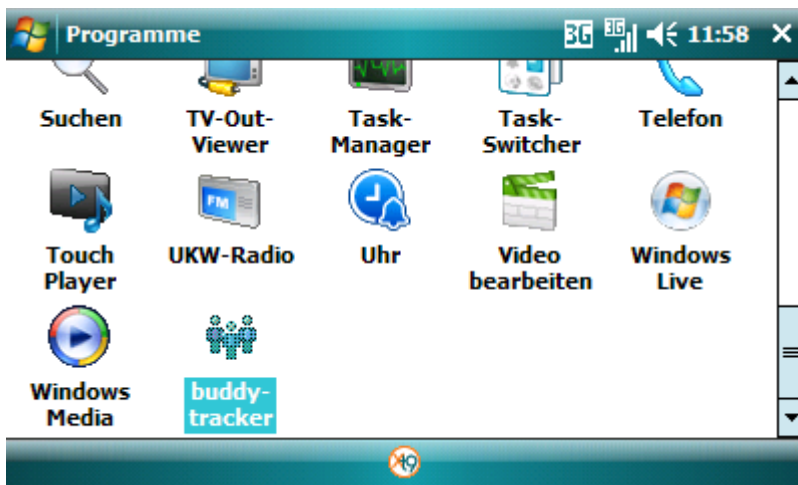 Programme 3G 3G 11:58
Suchen TV-Out- Task- Task- Telefon
Viewer Manager Switcher
FM
Touch UKW-Radio Uhr Video Windows
Player bearbeiten Live
Windows buddy-
Media tracker